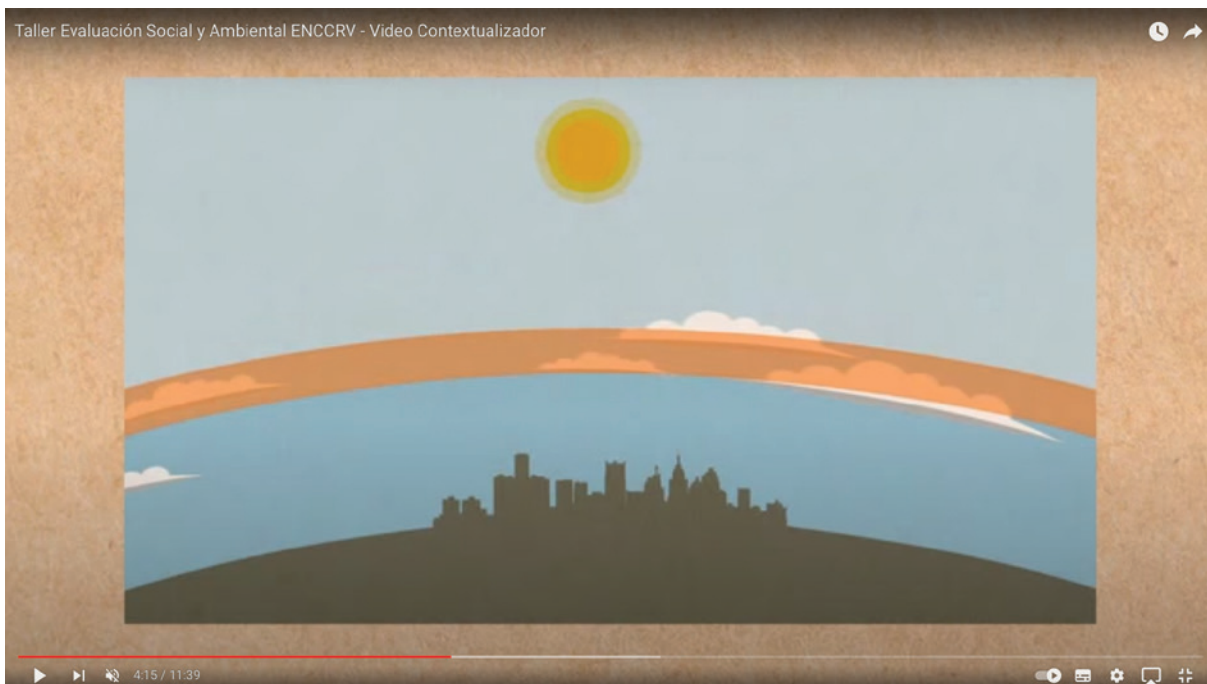 Taller Evaluación Social y Ambiental ENCCRV - Video Contextualizador
4:15 / 11:39